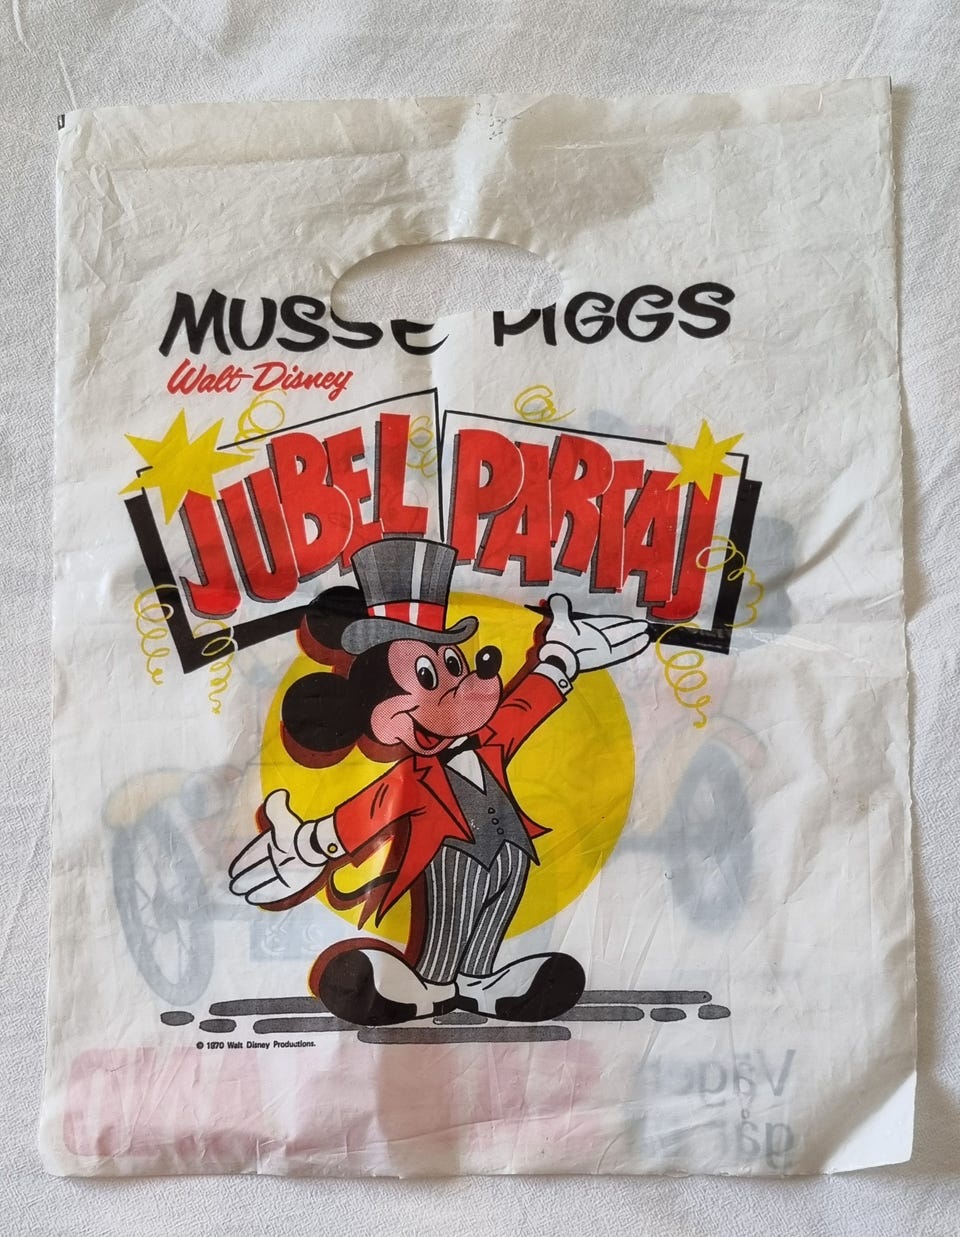 MUSSE PIGGS
Walt Disney
JUBEL PARTAJ
© 1970 Walt Disney Productions.